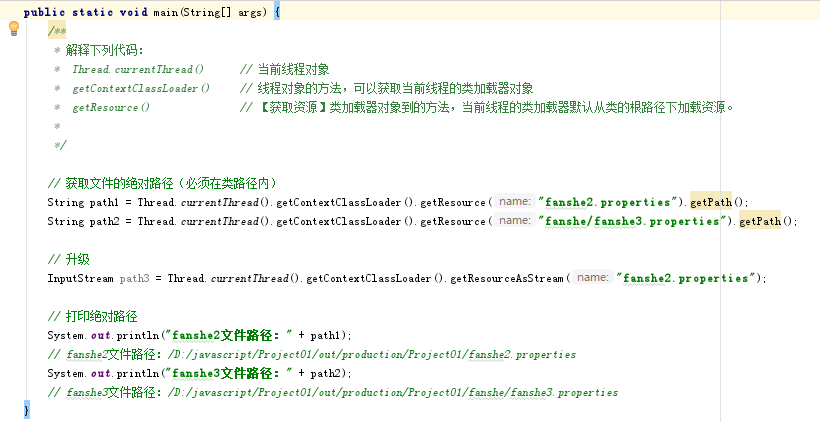 public static void main(String[] args) {
/**
* 解释下列代码：
* Thread.currentThread() // 当前线程对象
* getContextClassLoader() // 线程对象的方法，可以获取当前线程的类加载器对象
* getResource() // 【获取资源】类加载器对象到的方法，当前线程的类加载器默认从类的根路径下加载资源。
*
*/
// 获取文件的绝对路径（必须在类路径内）
String path1 = Thread.currentThread().getContextClassLoader().getResource( name: "fanshe2.properties").getPath();
String path2 = Thread.currentThread().getContextClassLoader().getResource( name: "fanshe/fanshe3.properties").getPath();
// 升级
InputStream path3 = Thread.currentThread().getContextClassLoader().getResourceAsStream( name: "fanshe2.properties");
// 打印绝对路径
System.out.println("fanshe2文件路径：" + path1);
// fanshe2文件路径：/D:/javascript/Project01/out/production/Project01/fanshe2.properties
System.out.println("fanshe3文件路径：" + path2);
// fanshe3文件路径：/D:/javascript/Project01/out/production/Project01/fanshe/fanshe3.properties
}